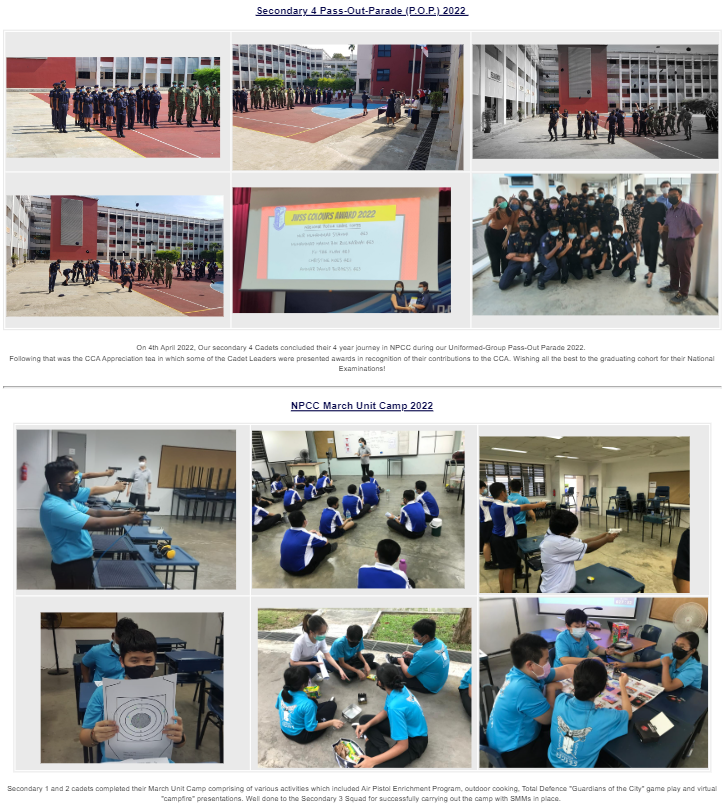 Secondary 4 Pass-Out-Parade (P.O.P.) 2022
JWSS COLOURS AWARD 2022
On 4th April 2022, Our secondary 4 Cadets concluded their 4 year journey in NPCC during our Uniformed-Group Pass-Out Parade 2022.
Following that was the CCA Appreciation tea in which some of the Cadet Leaders were presented awards in recognition of their contributions to the CCA. Wishing all the best to the graduating cohort for their National
Examinations!
NPCC March Unit Camp 2022
Secondary 1 and 2 cadets completed their March Unit Camp comprising of various activities which included Air Pistol Enrichment Program, outdoor cooking, Total Defence "Guardians of the City" game play and virtual
"campfire" presentations. Well done to the Secondary 3 Squad for successfully carrying out the camp with SMMs in place.